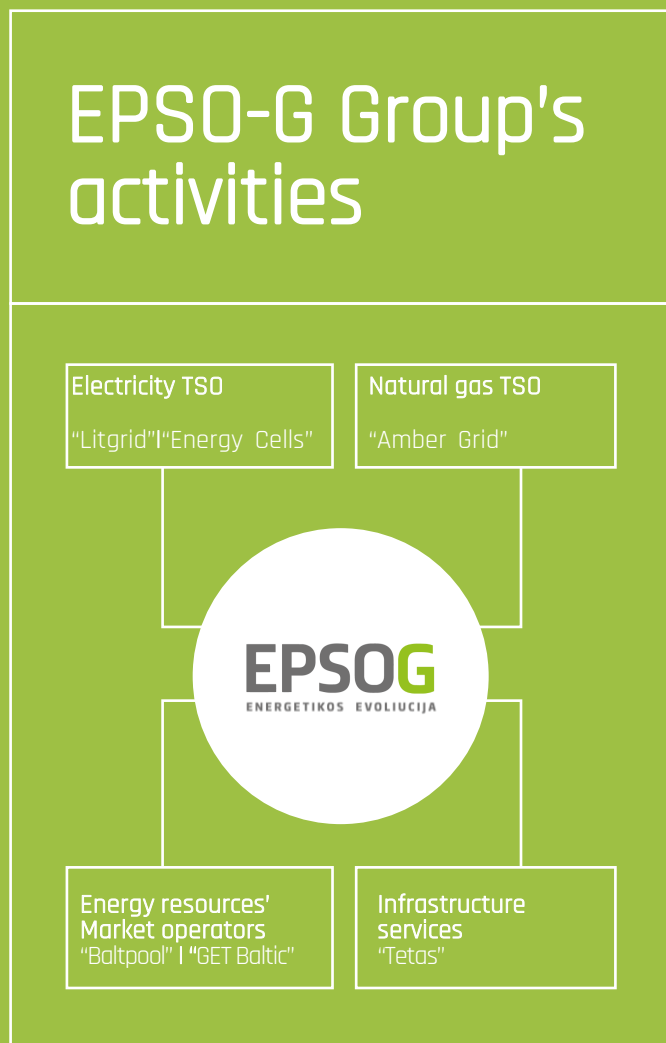 EPSO-G Group's
activities
Electricity TSO
“Litgrid”|“Energy Cells”
Natural gas TSO
“Amber Grid”
EPSOG
ENERGETIKOS EVOLIUCIJA
Energy resources’
Market operators
“Baltpool” | “GET Baltic”
Infrastructure
services
“Tetas”